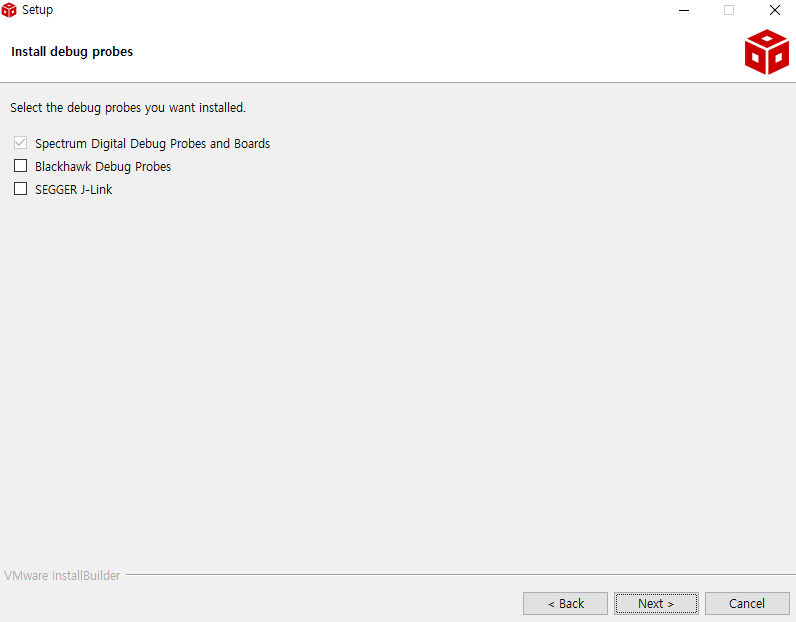 Setup
Install debug probes
Select the debug probes you want installed.
Spectrum Digital Debug Probes and Boards
Blackhawk Debug Probes
SEGGER J-Link
VMware InstallBuilder
< Back
Next >
Cancel